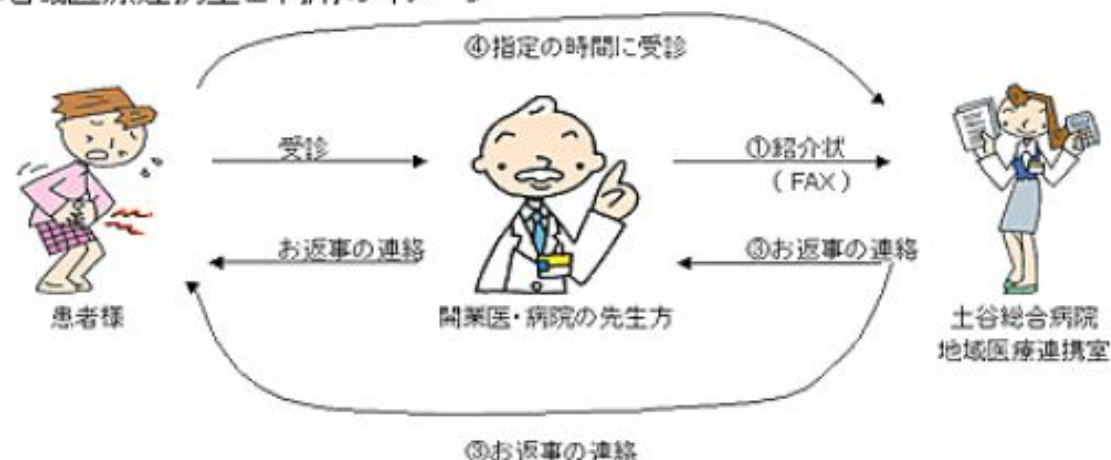 ④指定の時間に受診
受診
①紹介状
(FAX)
お返事の連絡
③お返事の連絡
患者様
開業医・病院の先生方
土谷総合病院
地域医療連携室
③お返事の連絡